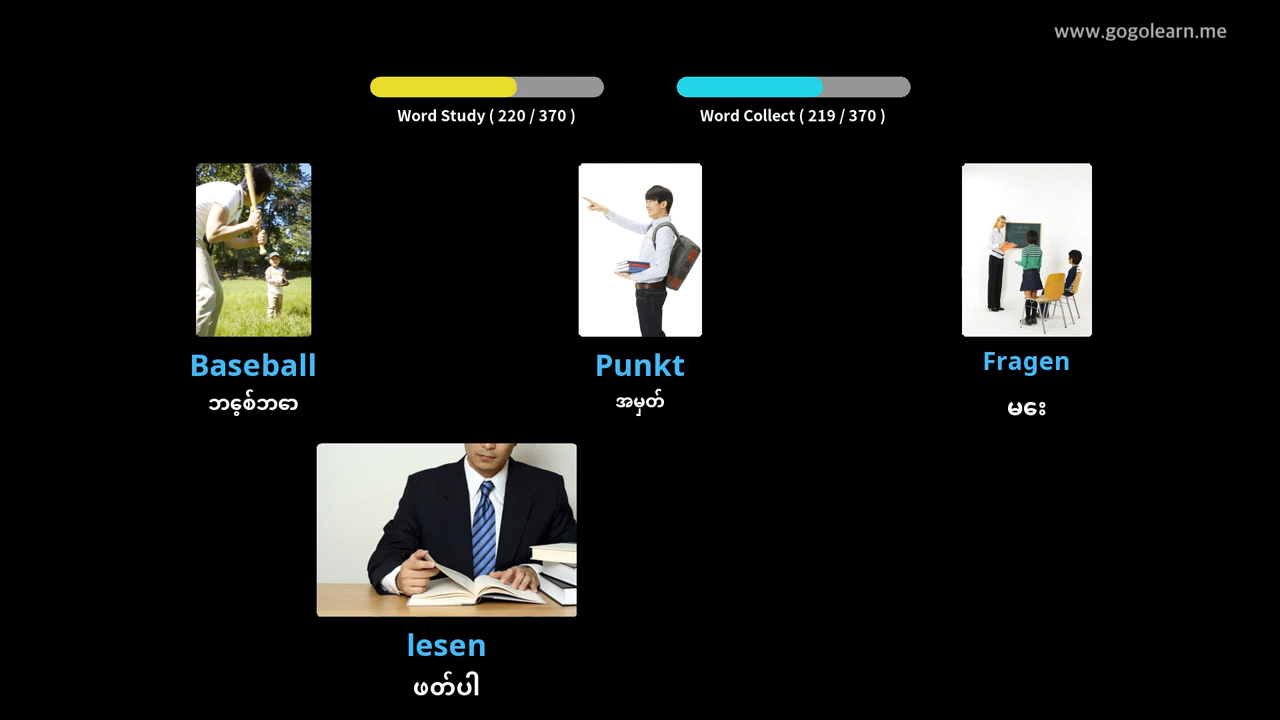 www.gogolearn.me
Word Study ( 220 / 370 )
Word Collect ( 219 / 370 )
Baseball
Punkt
Fragen
ဘေ့စ်ဘော
အမှတ်
မေး
lesen
ဖတ်ပါ